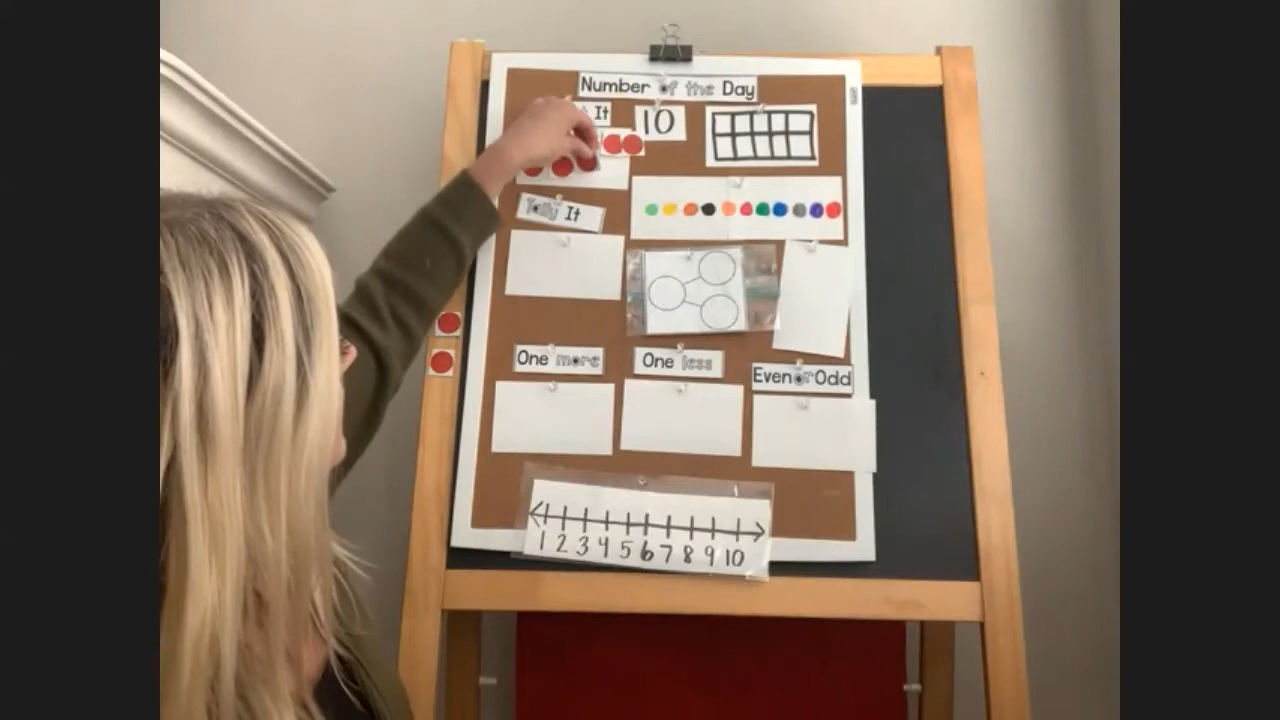 Number of the Day
It
10
Tally It
One more
One less
Even or Odd
1 2 3 4 5 6 7 8 9 10